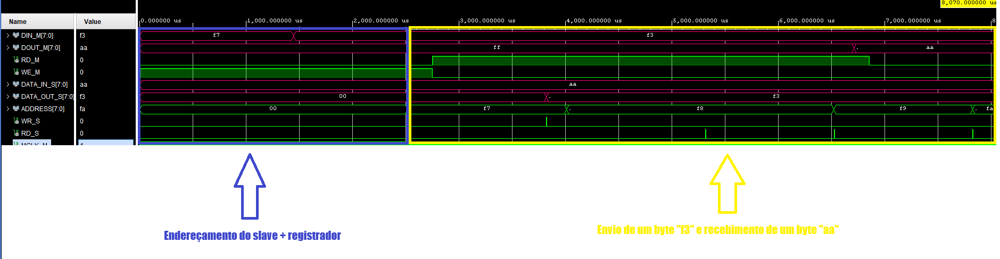 8,070.000000 us
Name Value 0.000000 us 1,000.000000 us 2,000.000000 us 3,000.000000 us 4,000.000000 us 5,000.000000 us 6,000.000000 us 7,000.000000 us 8
DIN_M[7:0] f3 f7 f3
DOUT_M[7:0] aa ff . aa
RD_M 0
WE_M 0
DATA_IN_S[7:0] aa aa
DATA_OUT_S[7:0] f3 00 . f3
ADDRESS[7:0] fa 00 f7 . f8 f9 . fa
WR_S 0
RD_S 0
Endereçamento do slave + registrador
Envio de um byte "f3" e recebimento de um byte "aa"